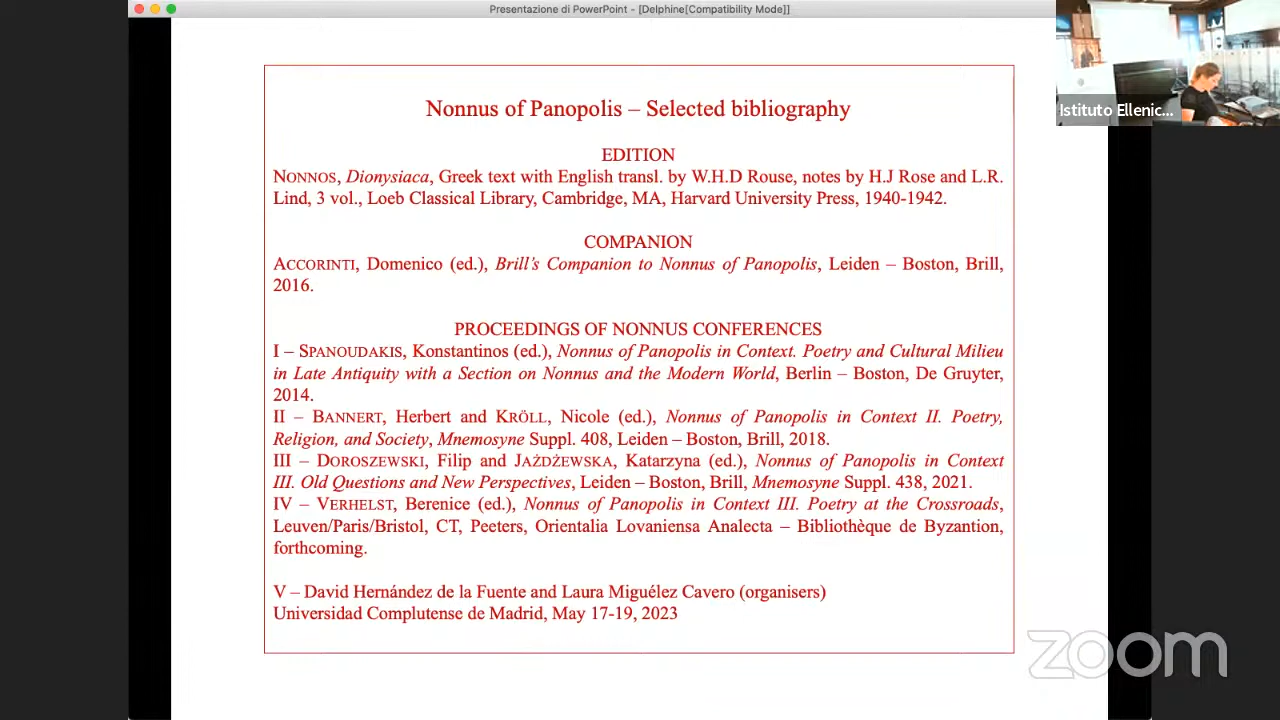 Presentazione di PowerPoint - [Delphine[Compatibility Mode]]
Istituto Ellenic...
Nonnus of Panopolis – Selected bibliography
EDITION
NONNOS, Dionysiaca, Greek text with English transl. by W.H.D Rouse, notes by H.J Rose and L.R.
Lind, 3 vol., Loeb Classical Library, Cambridge, MA, Harvard University Press, 1940-1942.
COMPANION
ACCORINTI, Domenico (ed.), Brill's Companion to Nonnus of Panopolis, Leiden – Boston, Brill,
2016.
PROCEEDINGS OF NONNUS CONFERENCES
I – SPANOUDAKIS, Konstantinos (ed.), Nonnus of Panopolis in Context. Poetry and Cultural Milieu
in Late Antiquity with a Section on Nonnus and the Modern World, Berlin – Boston, De Gruyter,
2014.
II – BANNERT, Herbert and KRÖLL, Nicole (ed.), Nonnus of Panopolis in Context II. Poetry,
Religion, and Society, Mnemosyne Suppl. 408, Leiden – Boston, Brill, 2018.
III – DOROSZEWSKI, Filip and JAŻDŻEWSKA, Katarzyna (ed.), Nonnus of Panopolis in Context
III. Old Questions and New Perspectives, Leiden – Boston, Brill, Mnemosyne Suppl. 438, 2021.
IV – VERHELST, Berenice (ed.), Nonnus of Panopolis in Context III. Poetry at the Crossroads,
Leuven/Paris/Bristol, CT, Peeters, Orientalia Lovaniensa Analecta – Bibliothèque de Byzantion,
forthcoming.
V – David Hernández de la Fuente and Laura Miguélez Cavero (organisers)
Universidad Complutense de Madrid, May 17-19, 2023
zoom